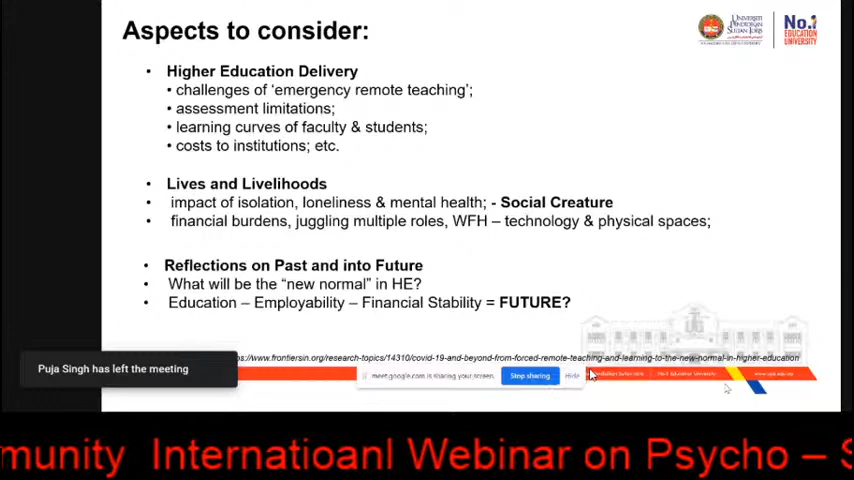 Aspects to consider:
UNIVERSITI
PENDIDIKAN
SULTAN IDRIS
No.1
EDUCATION
UNIVERSITY
• Higher Education Delivery
• challenges of ‘emergency remote teaching’;
• assessment limitations;
• learning curves of faculty & students;
• costs to institutions; etc.
• Lives and Livelihoods
• impact of isolation, loneliness & mental health; - Social Creature
• financial burdens, juggling multiple roles, WFH – technology & physical spaces;
• Reflections on Past and into Future
• What will be the “new normal” in HE?
• Education – Employability – Financial Stability = FUTURE?
ps://www.frontiersin.org/research-topics/14310/covid-19-and-beyond-from-forced-remote-teaching-and-learning-to-the-new-normal-in-higher-education
Puja Singh has left the meeting
meet.google.com is sharing your screen.
Stop sharing
Hide
munity Internatioanl Webinar on Psycho – S